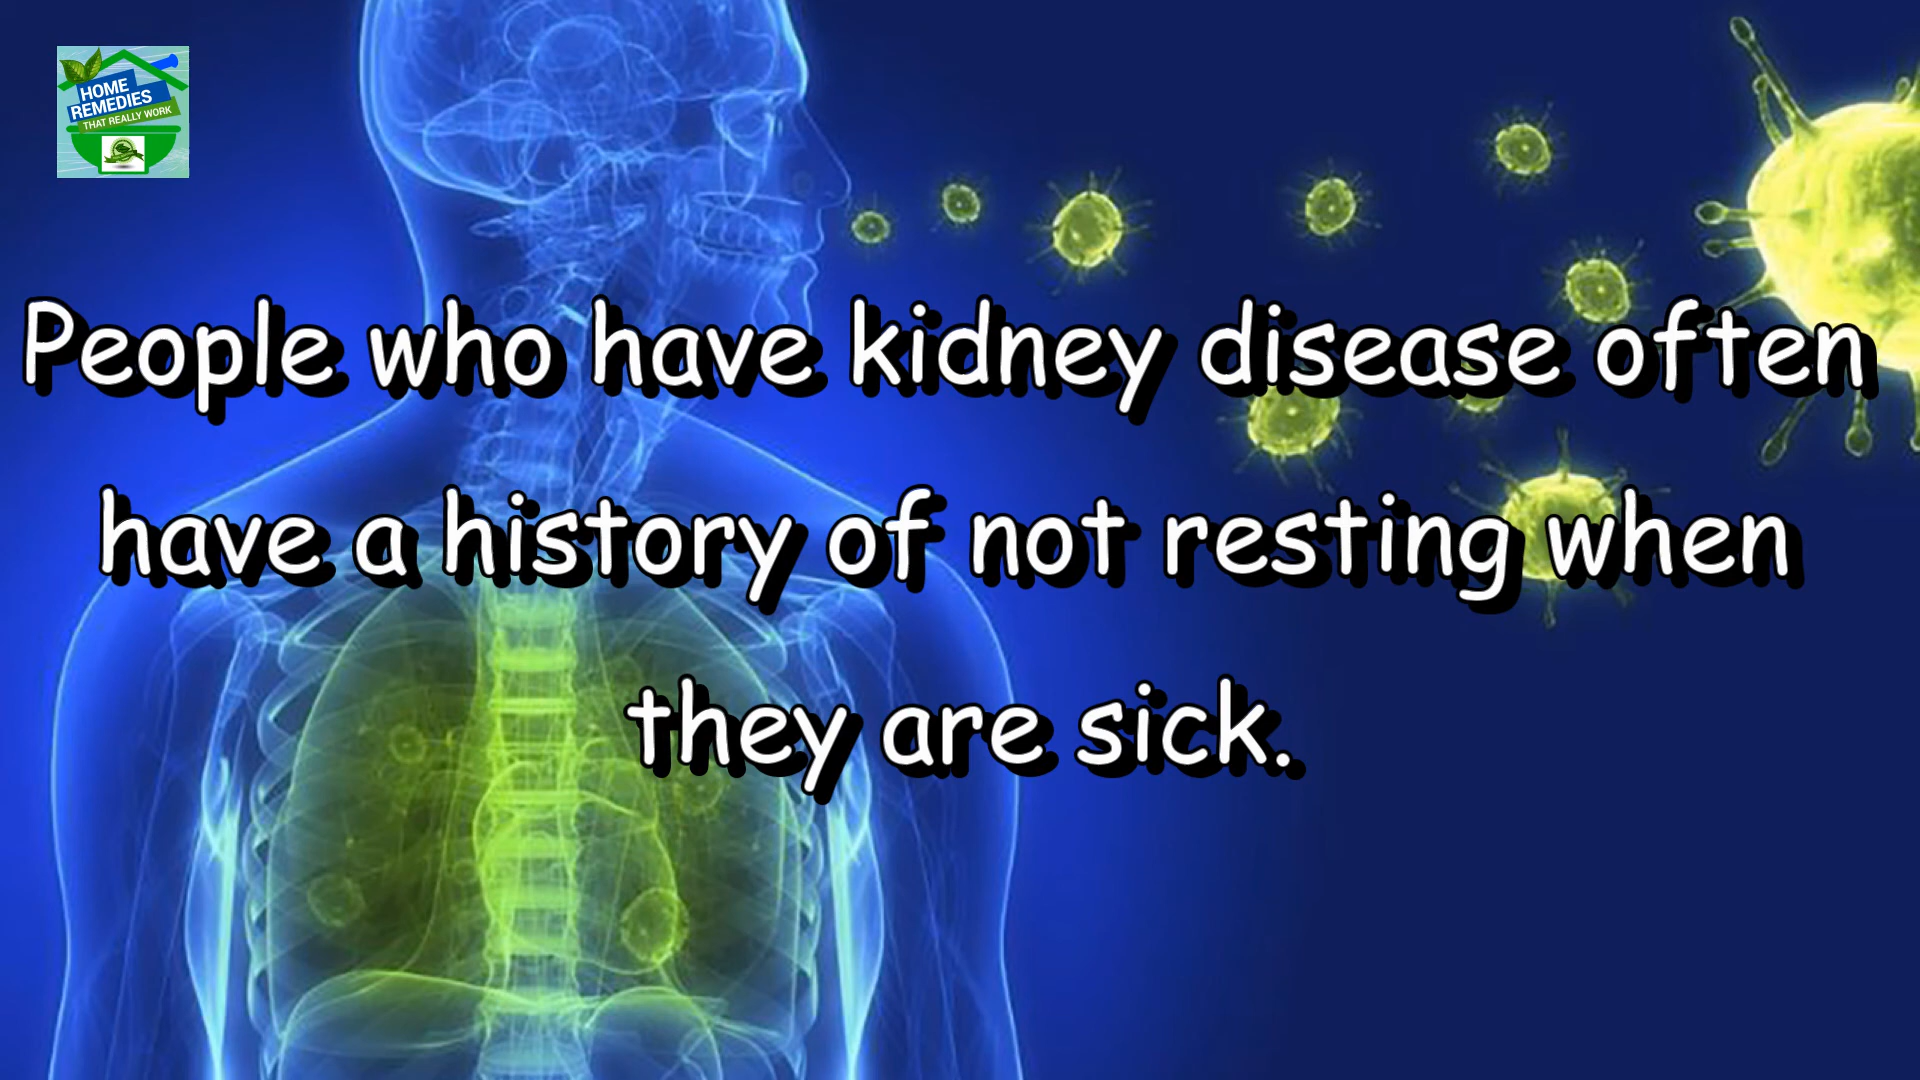 HOME
REMEDIES
THAT REALLY WORK
People who have kidney disease often
have a history of not resting when
they are sick.